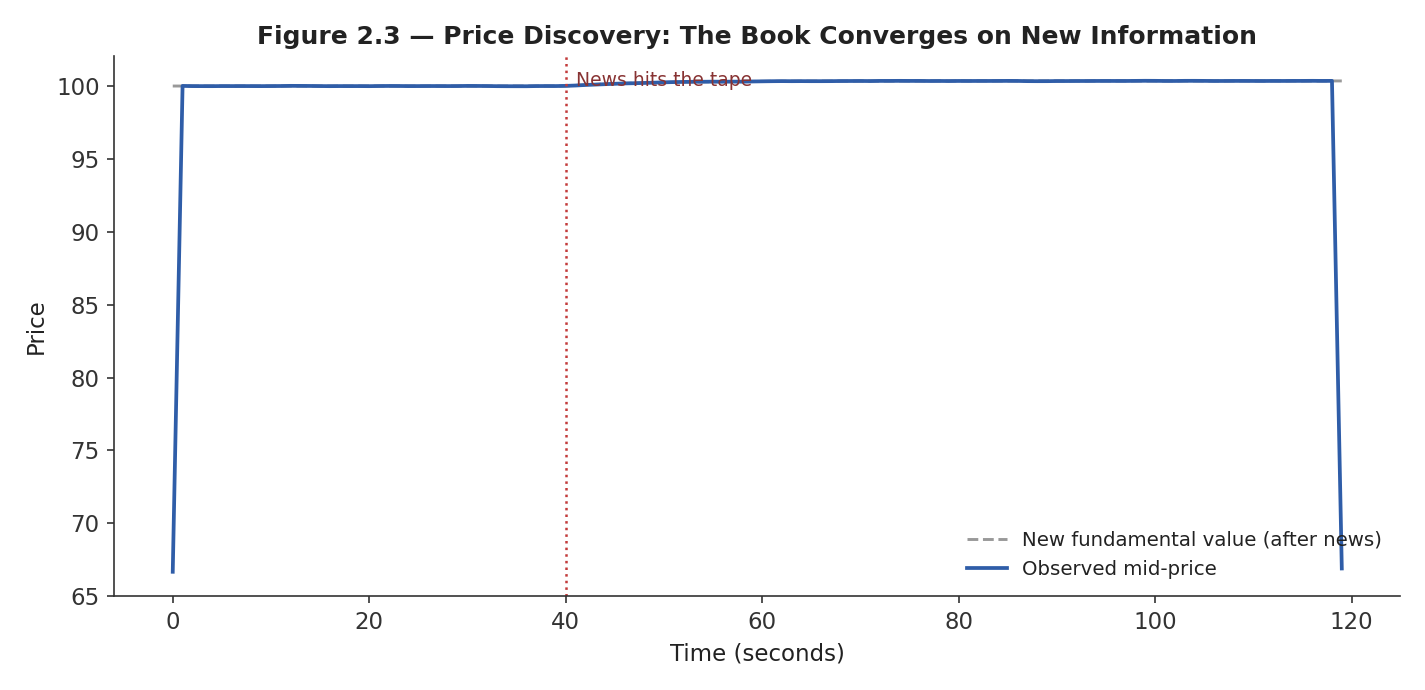 Figure 2.3 — Price Discovery: The Book Converges on New Information
News hits the tape
100
95
90
85
80
75
70
65
Price
New fundamental value (after news)
Observed mid-price
0 20 40 60 80 100 120
Time (seconds)